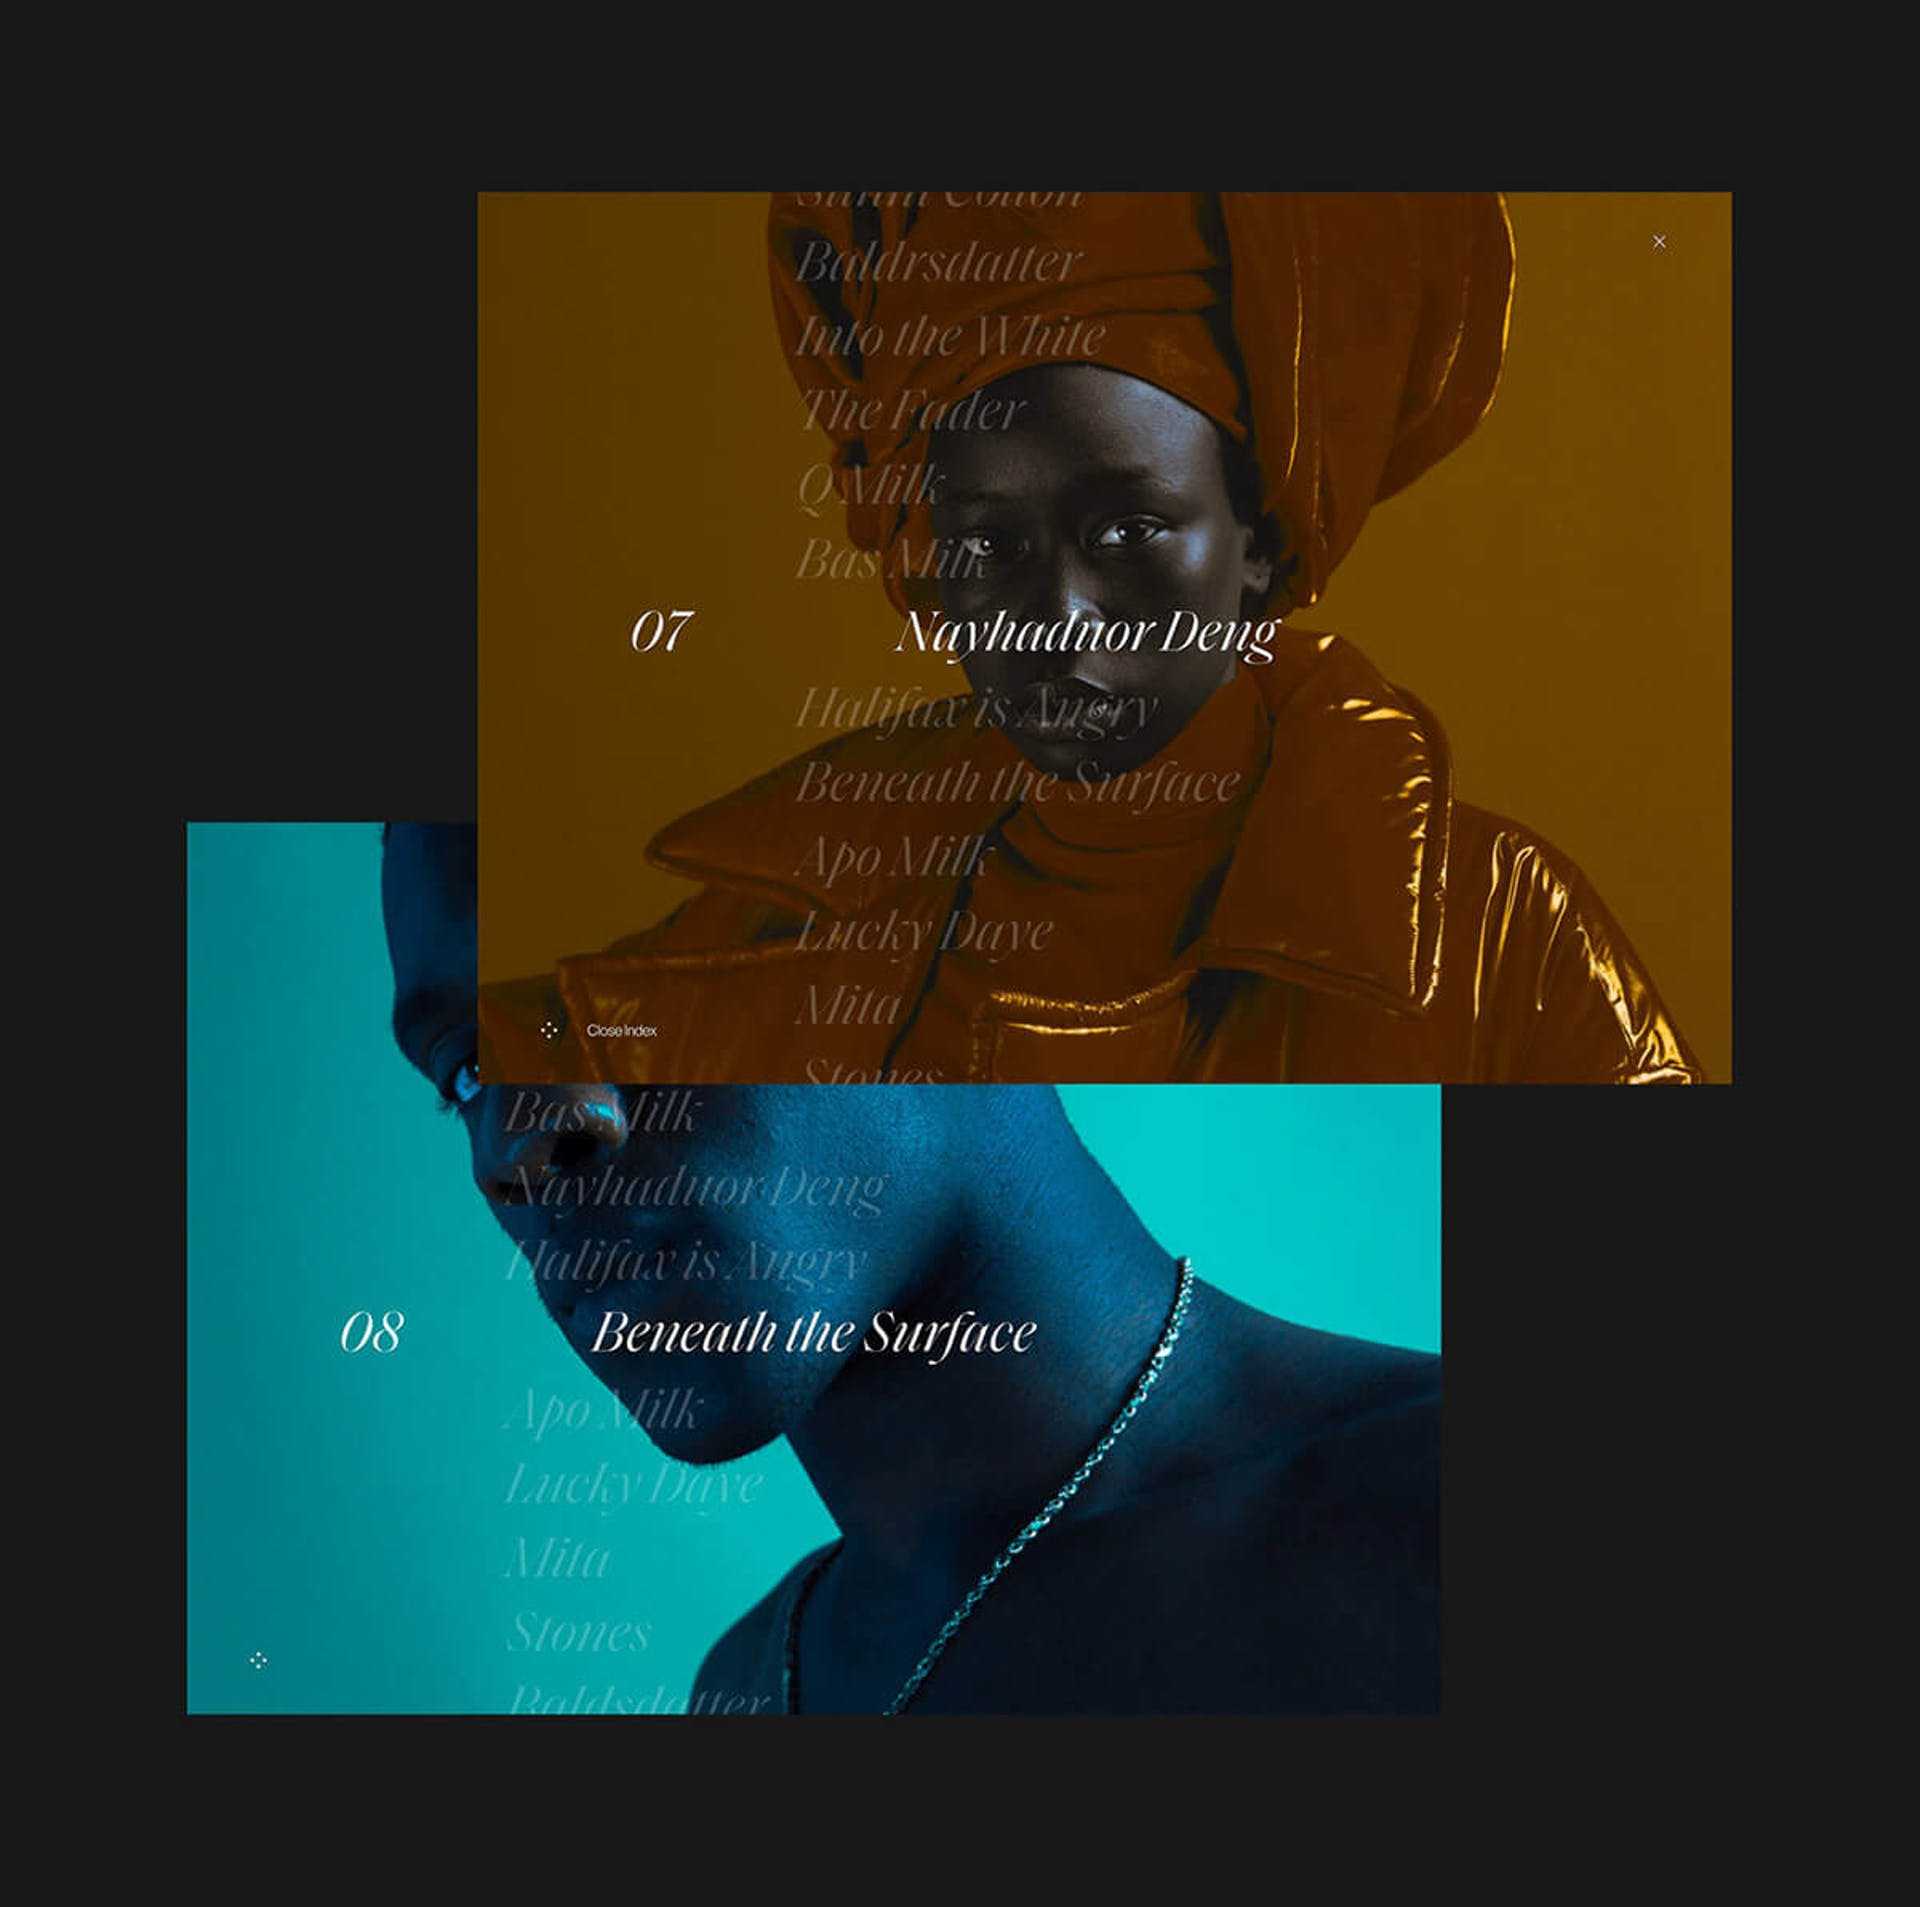 Baldrsdatter
Into the White
The Fader
Q Milk
Bas Milk
07 Nayhaduor Deng
Halifax is Angry
Beneath the Surface
Apo Milk
Lucky Daye
Mita
Stones
Close Index
Bas Milk
Nayhaduor Deng
Halifax is Angry
08 Beneath the Surface
Apo Milk
Lucky Daye
Mita
Stones